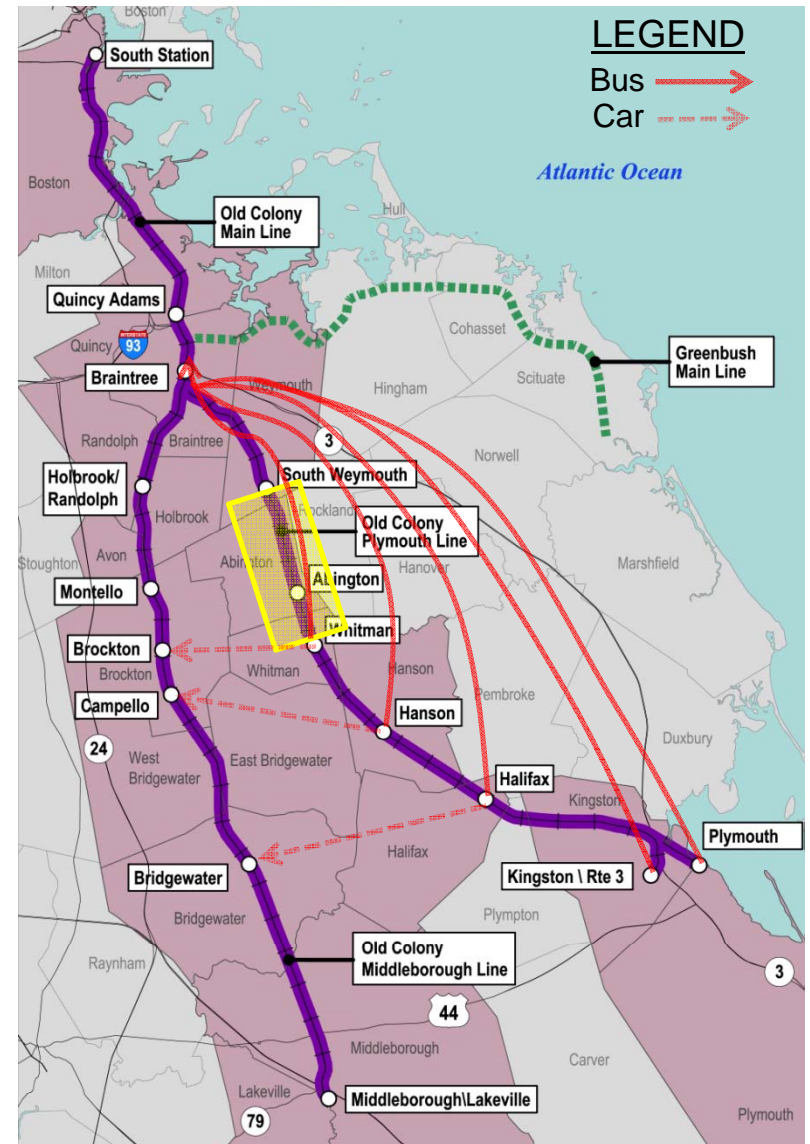 Boston
South Station
LEGEND
Bus
Car
Atlantic Ocean
Boston
Old Colony
Main Line
Hull
Milton
Quincy Adams
Cohasset
Quincy
INTERSTATE
93
Greenbush
Main Line
Braintree
Weymouth
Hingham
Scituate
Randolph
Braintree
3
Norwell
Holbrook/
Randolph
South Weymouth
Rockland
Holbrook
Old Colony
Plymouth Line
Stoughton
Avon
Abington
Hanover
Marshfield
Montello
Abington
Whitman
Brockton
Brockton
Whitman
Hanson
Campello
Pembroke
Hanson
Duxbury
24
West
Bridgewater
East Bridgewater
Halifax
Kingston
Plymouth
Halifax
Bridgewater
Kingston \ Rte 3
Plympton
Bridgewater
Raynham
Old Colony
Middleborough Line
3
44
Middleborough
Carver
Lakeville
Middleborough\Lakeville
79
Plymouth